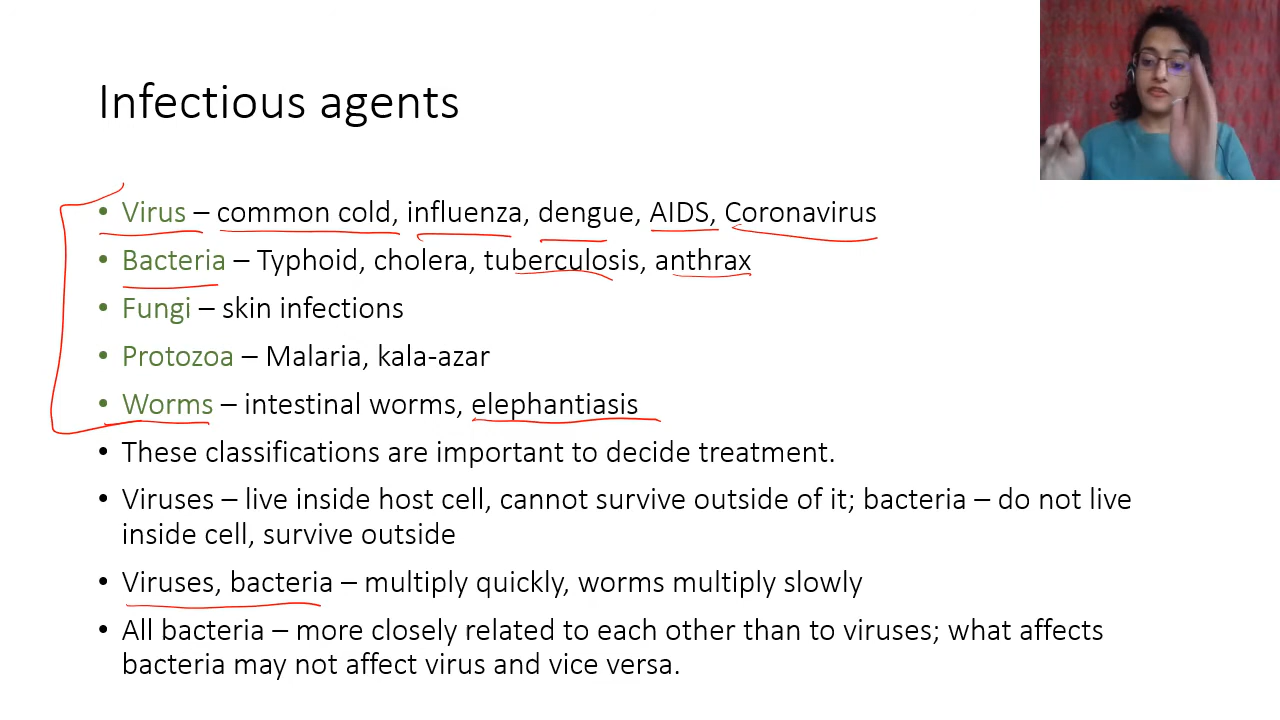 Infectious agents
• Virus – common cold, influenza, dengue, AIDS, Coronavirus
• Bacteria – Typhoid, cholera, tuberculosis, anthrax
• Fungi – skin infections
• Protozoa – Malaria, kala-azar
• Worms – intestinal worms, elephantiasis
• These classifications are important to decide treatment.
• Viruses – live inside host cell, cannot survive outside of it; bacteria – do not live
inside cell, survive outside
• Viruses, bacteria – multiply quickly, worms multiply slowly
• All bacteria – more closely related to each other than to viruses; what affects
bacteria may not affect virus and vice versa.